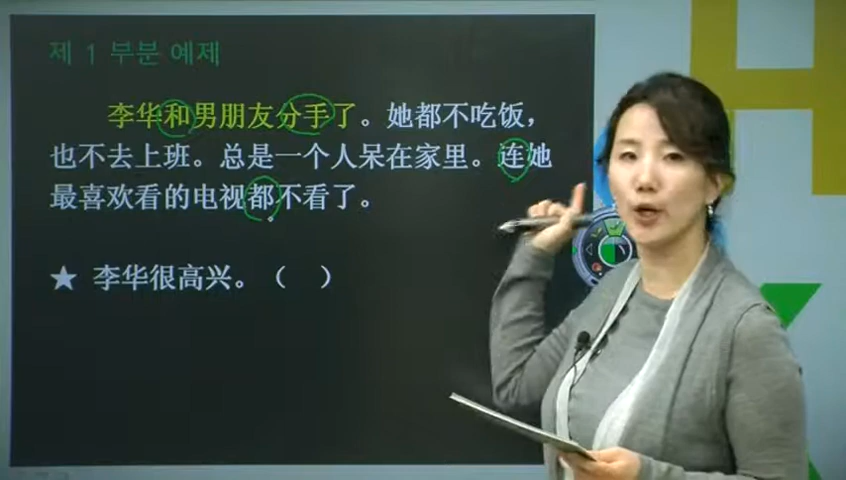 제 1 부분 예제
李华和男朋友分手了。她都不吃饭，
也不去上班。总是一个人呆在家里。连她
最喜欢看的电视都不看了。
★ 李华很高兴。（ ）